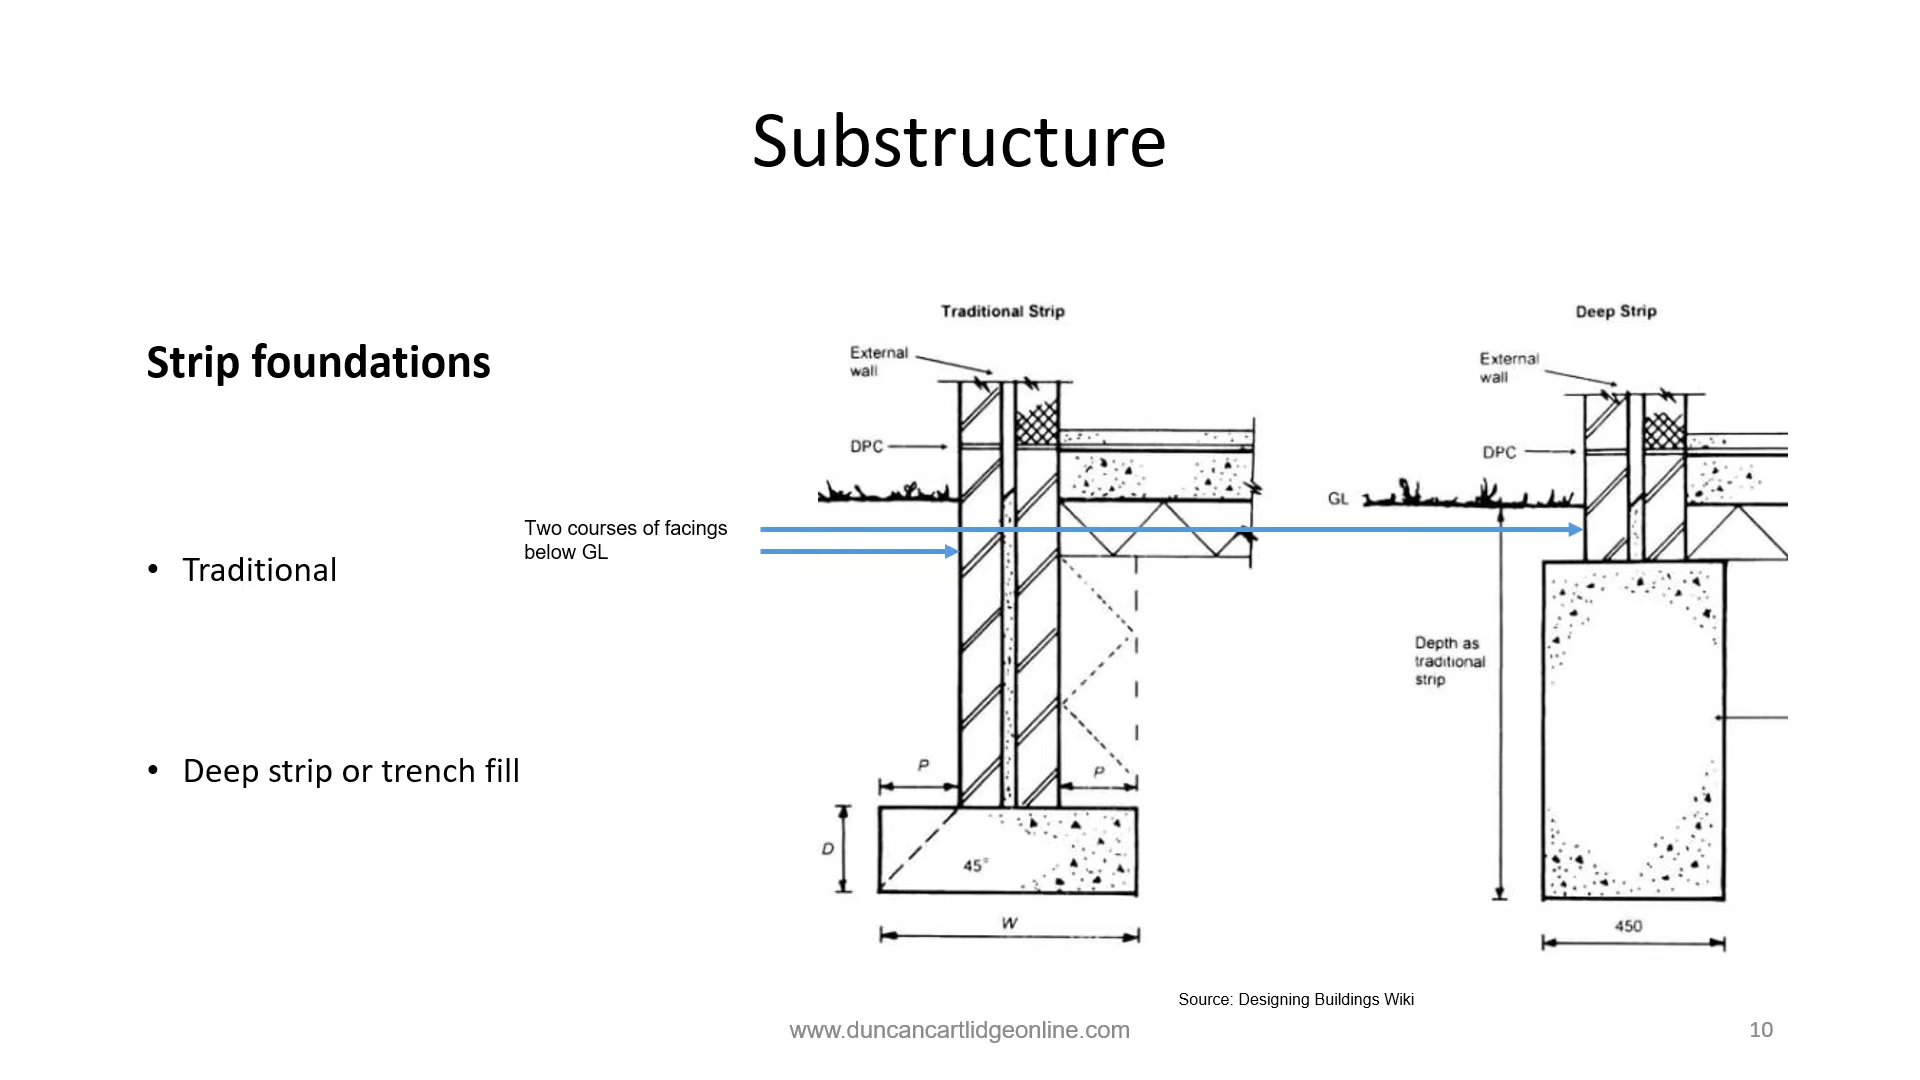 Substructure
Strip foundations
• Traditional
• Deep strip or trench fill
Two courses of facings
below GL
Traditional Strip
External
wall
DPC
P
P
D
45°
W
Deep Strip
External
wall
DPC
GL
Depth as
traditional
strip
450
Source: Designing Buildings Wiki
www.duncancartlidgeonline.com
10